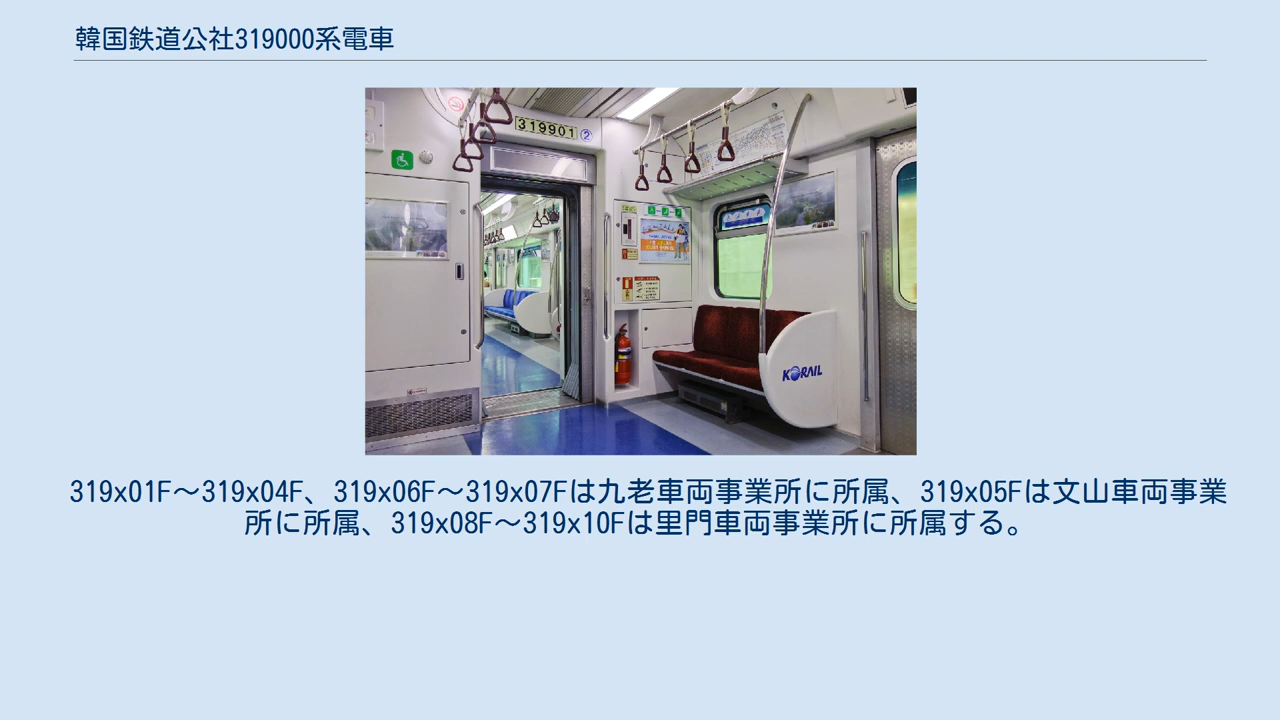 韓国鉄道公社319000系電車
319901
2
KORAIL
319x01F～319x04F、319x06F～319x07Fは九老車両事業所に所属、319x05Fは文山車両事業
所に所属、319x08F～319x10Fは里門車両事業所に所属する。